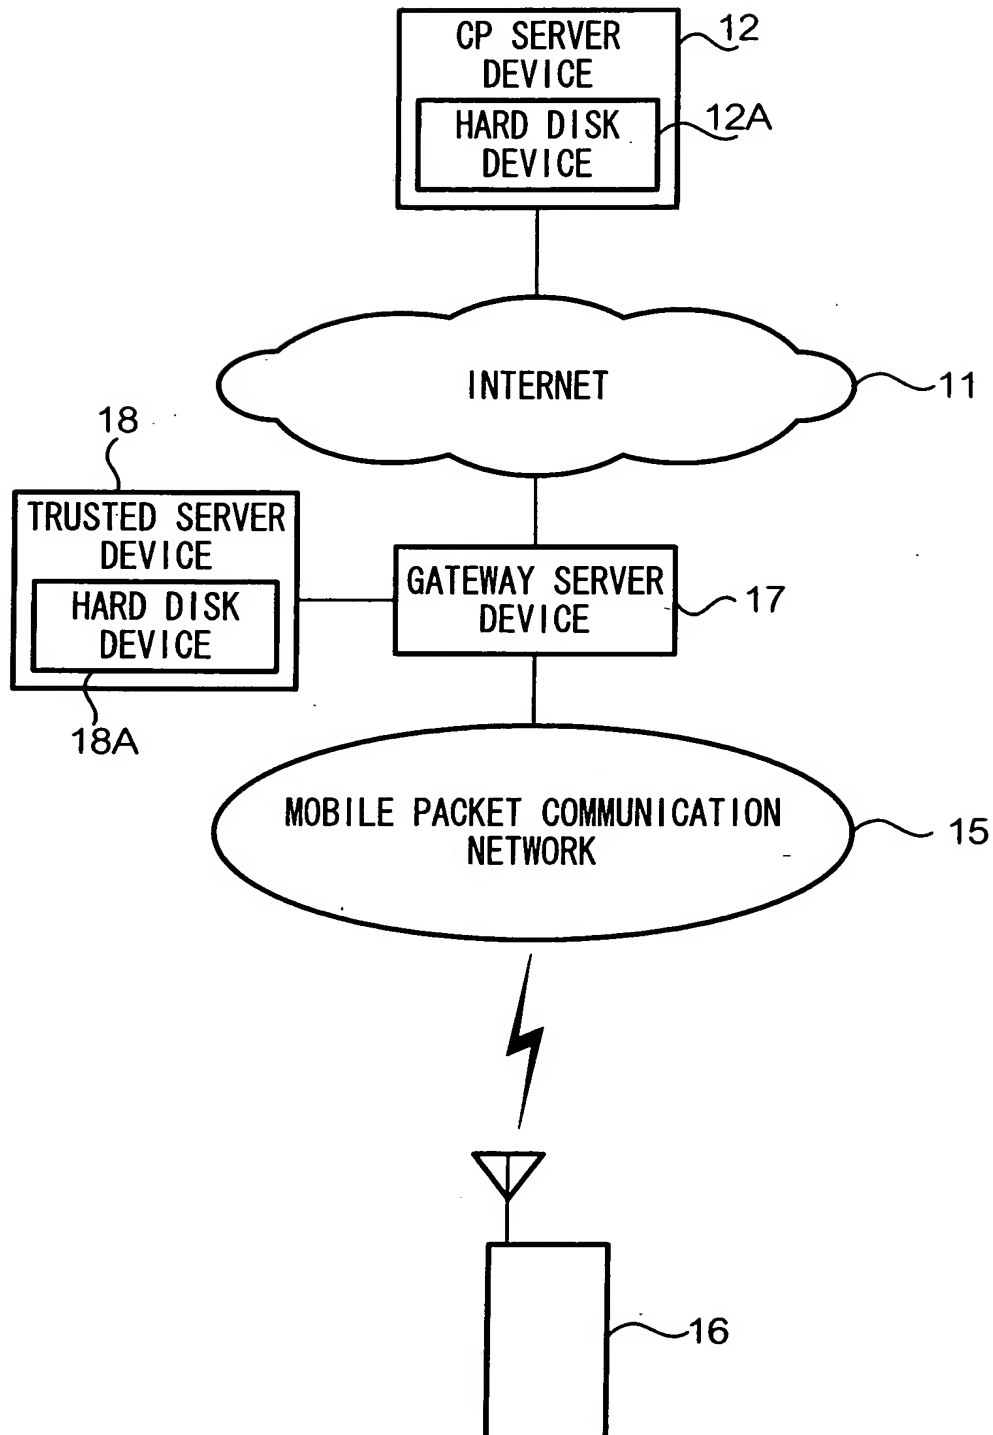 CP SERVER
DEVICE
12
HARD DISK
DEVICE
12A
INTERNET
11
18
TRUSTED SERVER
DEVICE
HARD DISK
DEVICE
18A
GATEWAY SERVER
DEVICE
17
MOBILE PACKET COMMUNICATION
NETWORK
15
16